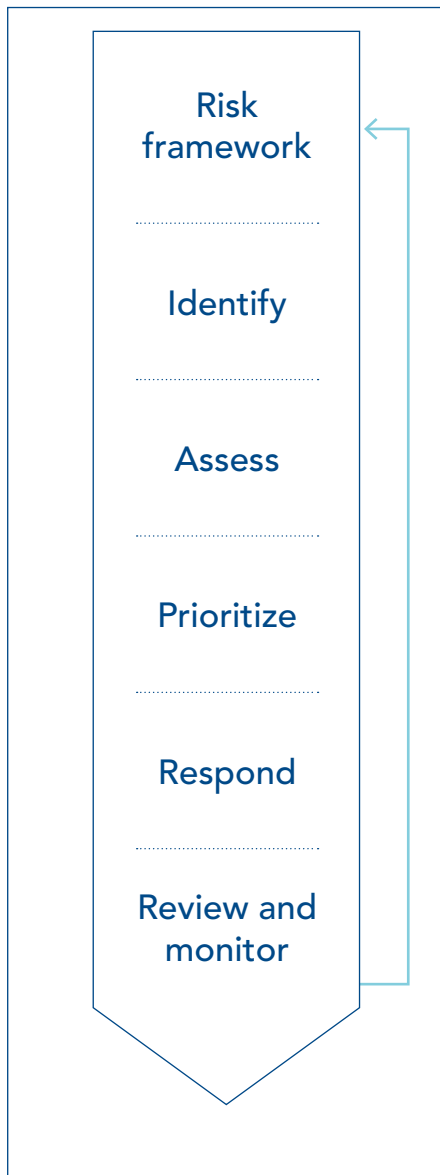 Risk
framework
Identify
Assess
Prioritize
Respond
Review and
monitor